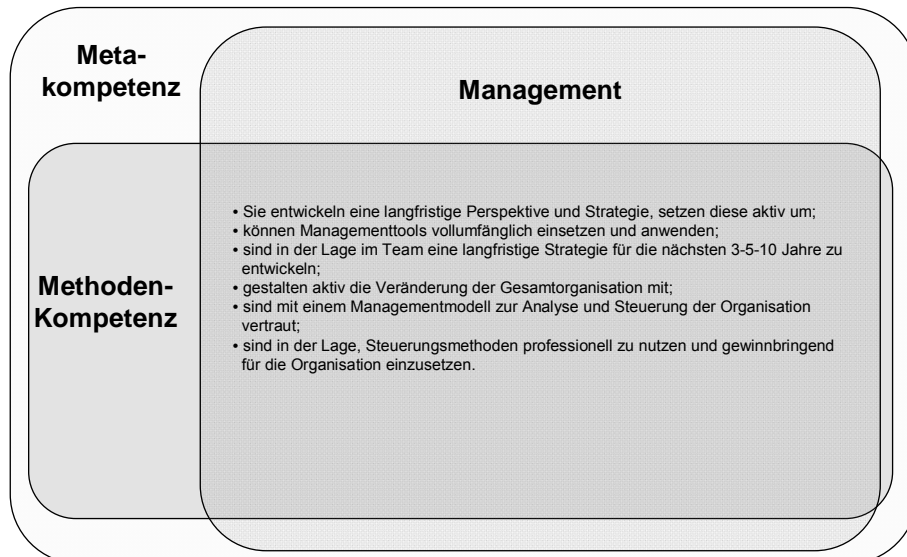 Meta-
kompetenz
Management
• Sie entwickeln eine langfristige Perspektive und Strategie, setzen diese aktiv um;
• können Managementtools vollumfänglich einsetzen und anwenden;
• sind in der Lage im Team eine langfristige Strategie für die nächsten 3-5-10 Jahre zu
entwickeln;
• gestalten aktiv die Veränderung der Gesamtorganisation mit;
• sind mit einem Managementmodell zur Analyse und Steuerung der Organisation
vertraut;
• sind in der Lage, Steuerungsmethoden professionell zu nutzen und gewinnbringend
für die Organisation einzusetzen.
Methoden-
Kompetenz